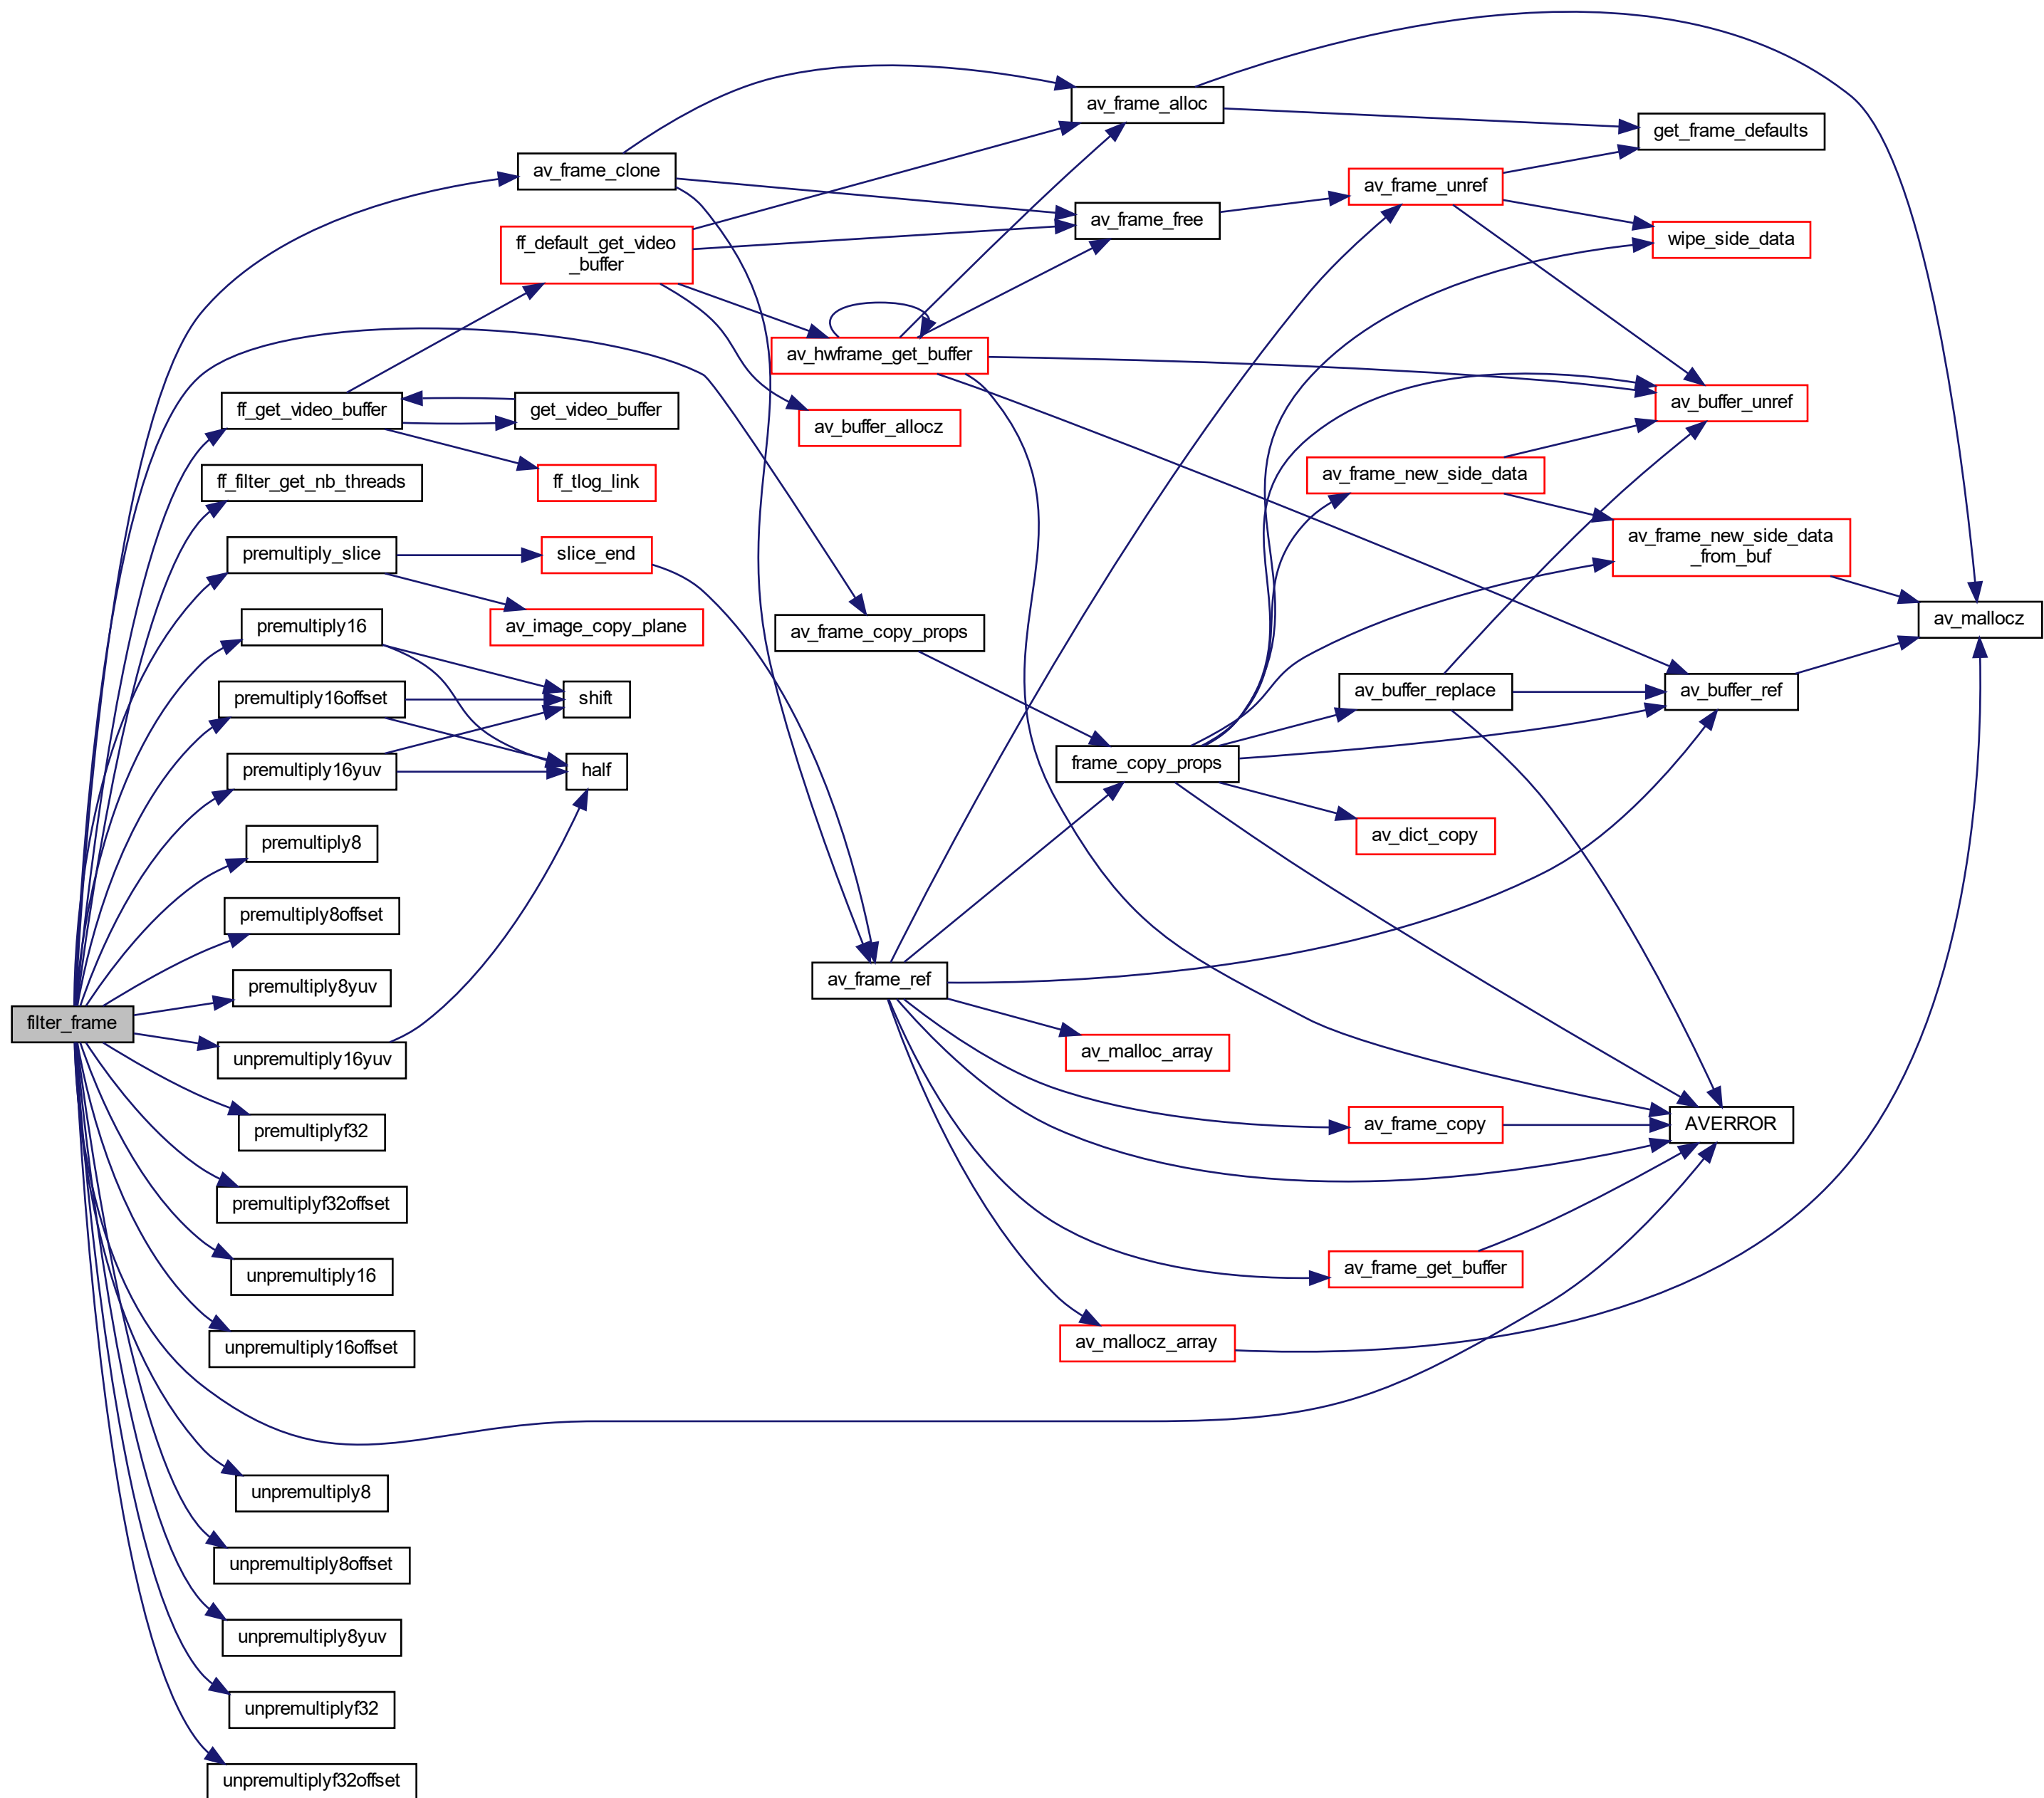 av_frame_alloc
get_frame_defaults
av_frame_clone
av_frame_unref
av_frame_free
wipe_side_data
ff_default_get_video
_buffer
av_hwframe_get_buffer
ff_get_video_buffer
get_video_buffer
av_buffer_unref
av_buffer_allocz
ff_filter_get_nb_threads
ff_tlog_link
av_frame_new_side_data
premultiply_slice
slice_end
av_frame_new_side_data
_from_buf
premultiply16
av_image_copy_plane
av_frame_copy_props
av_mallocz
premultiply16offset
shift
av_buffer_replace
av_buffer_ref
premultiply16yuv
half
frame_copy_props
premultiply8
av_dict_copy
premultiply8offset
premultiply8yuv
av_frame_ref
filter_frame
unpremultiply16yuv
av_malloc_array
premultiplyf32
av_frame_copy
AVERROR
premultiplyf32offset
unpremultiply16
av_frame_get_buffer
unpremultiply16offset
av_mallocz_array
unpremultiply8
unpremultiply8offset
unpremultiply8yuv
unpremultiplyf32
unpremultiplyf32offset